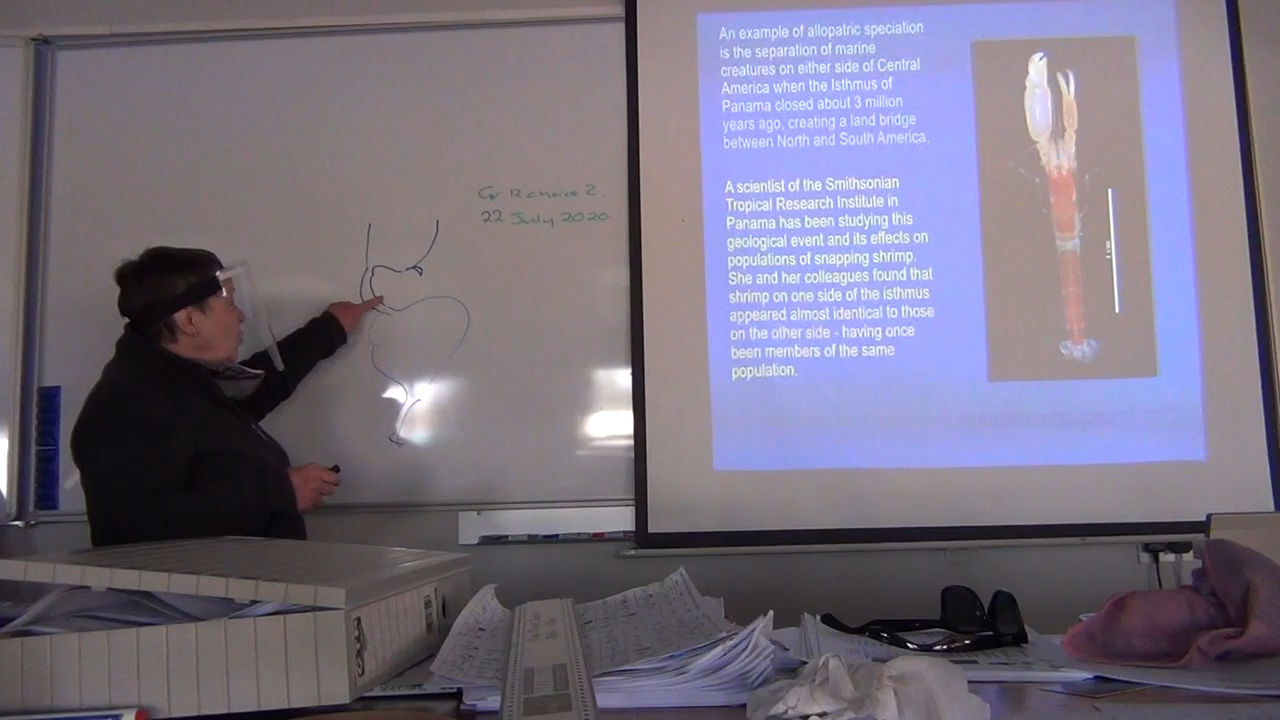 Gr 12 choice 2.
22 July 2020
An example of allopatric speciation
is the separation of marine
creatures on either side of Central
America when the Isthmus of
Panama closed about 3 million
years ago, creating a land bridge
between North and South America.
A scientist of the Smithsonian
Tropical Research Institute in
Panama has been studying this
geological event and its effects on
populations of snapping shrimp.
She and her colleagues found that
shrimp on one side of the isthmus
appeared almost identical to those
on the other side - having once
been members of the same
population.